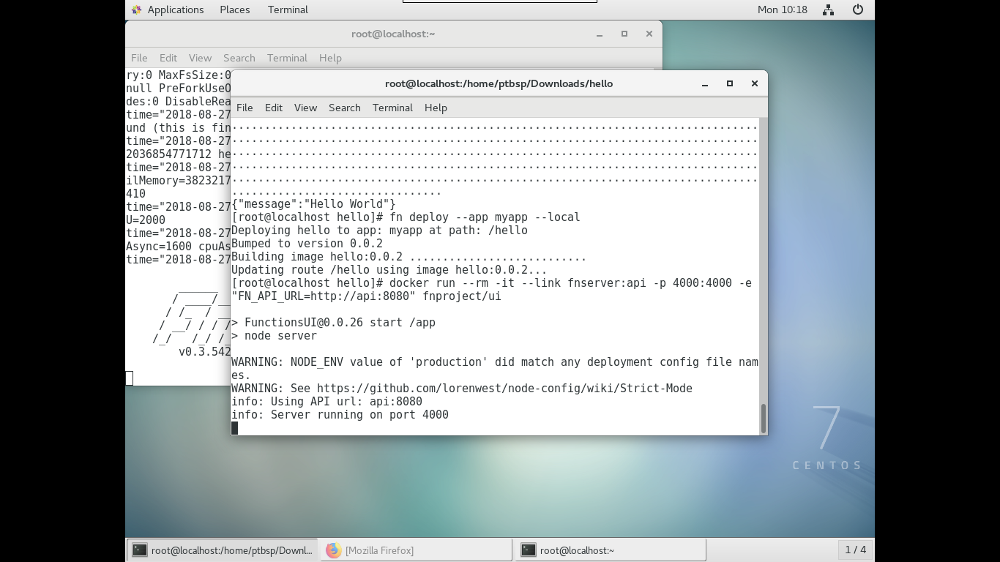 Applications Places Terminal Mon 10:18
root@localhost:~
File Edit View Search Terminal Help
ry:0 MaxFsSize:0
null PreForkUseO
des:0 DisableRea
time="2018-08-27
und (this is fin
time="2018-08-27
2036854771712 he
time="2018-08-27
ilMemory=3823217
410
time="2018-08-27
U=2000
time="2018-08-27
Async=1600 cpuAs
time="2018-08-27
v0.3.542
root@localhost:/home/ptbsp/Downloads/hello
File Edit View Search Terminal Help
................................................................................
................................................................................
................................................................................
................................................................................
................................................................................
................................
{"message":"Hello World"}
[root@localhost hello]# fn deploy --app myapp --local
Deploying hello to app: myapp at path: /hello
Bumped to version 0.0.2
Building image hello:0.0.2 ...........................
Updating route /hello using image hello:0.0.2...
[root@localhost hello]# docker run --rm -it --link fnserver:api -p 4000:4000 -e
"FN_API_URL=http://api:8080" fnproject/ui
> FunctionsUI@0.0.26 start /app
> node server
WARNING: NODE_ENV value of 'production' did match any deployment config file nam
es.
WARNING: See https://github.com/lorenwest/node-config/wiki/Strict-Mode
info: Using API url: api:8080
info: Server running on port 4000
7
CENTOS
root@localhost:/home/ptbsp/Downl... [Mozilla Firefox] root@localhost:~ 1 / 4